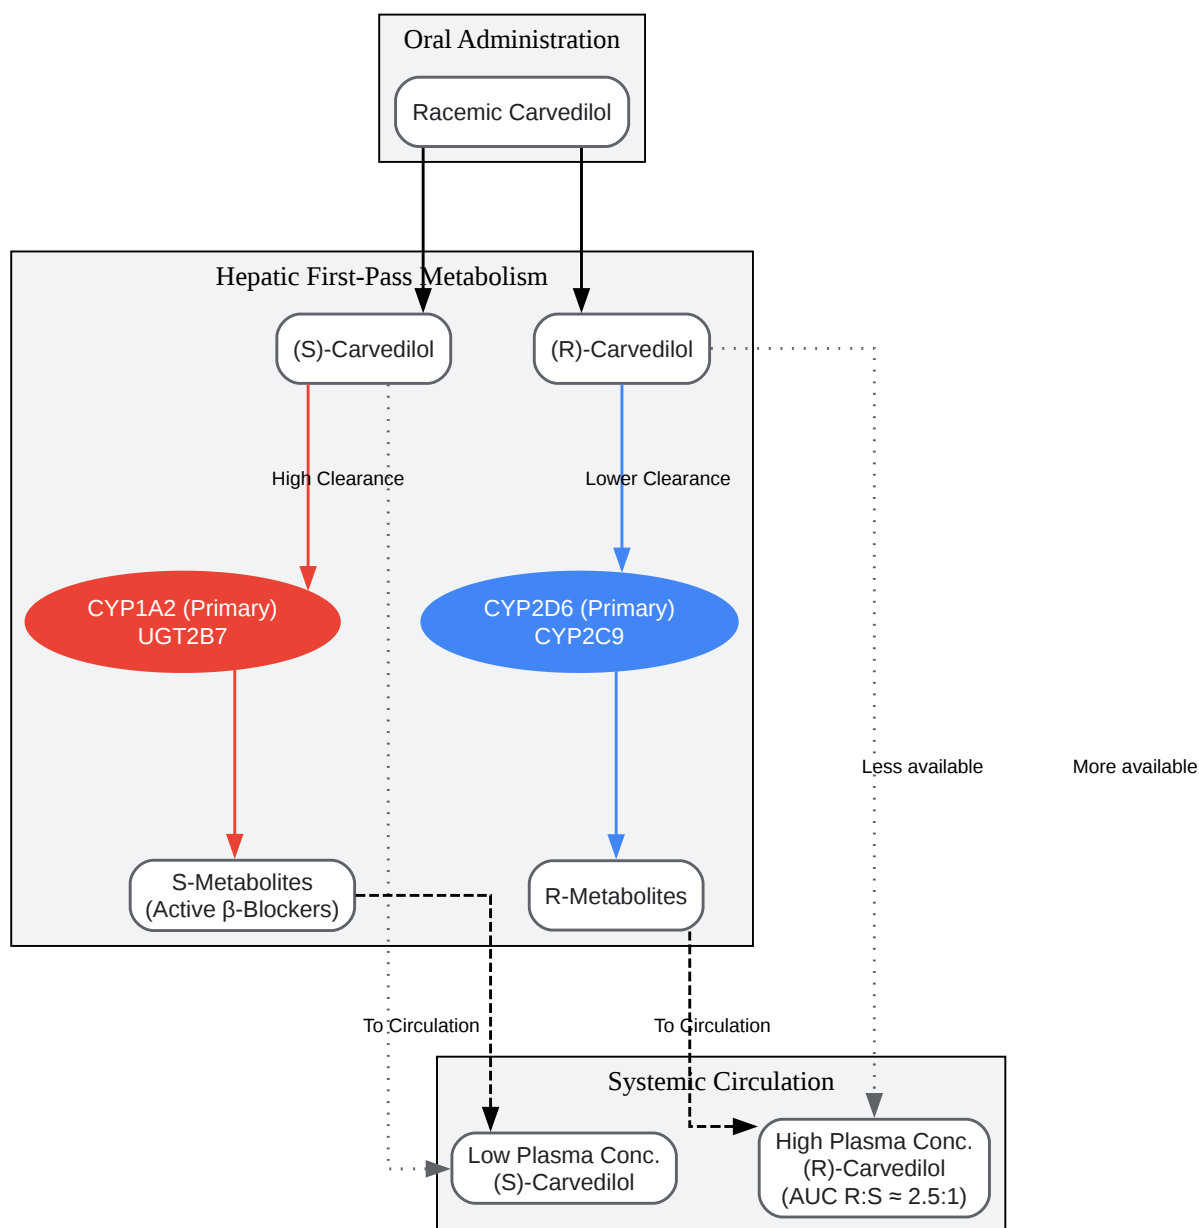 Oral Administration
Racemic Carvedilol
Hepatic First-Pass Metabolism
(S)-Carvedilol
(R)-Carvedilol
High Clearance
Lower Clearance
CYP1A2 (Primary)
UGT2B7
CYP2D6 (Primary)
CYP2C9
Less available
More available
S-Metabolites
(Active β-Blockers)
R-Metabolites
To Circulation
To Circulation
Systemic Circulation
Low Plasma Conc.
(S)-Carvedilol
High Plasma Conc.
(R)-Carvedilol
(AUC R:S ≈ 2.5:1)